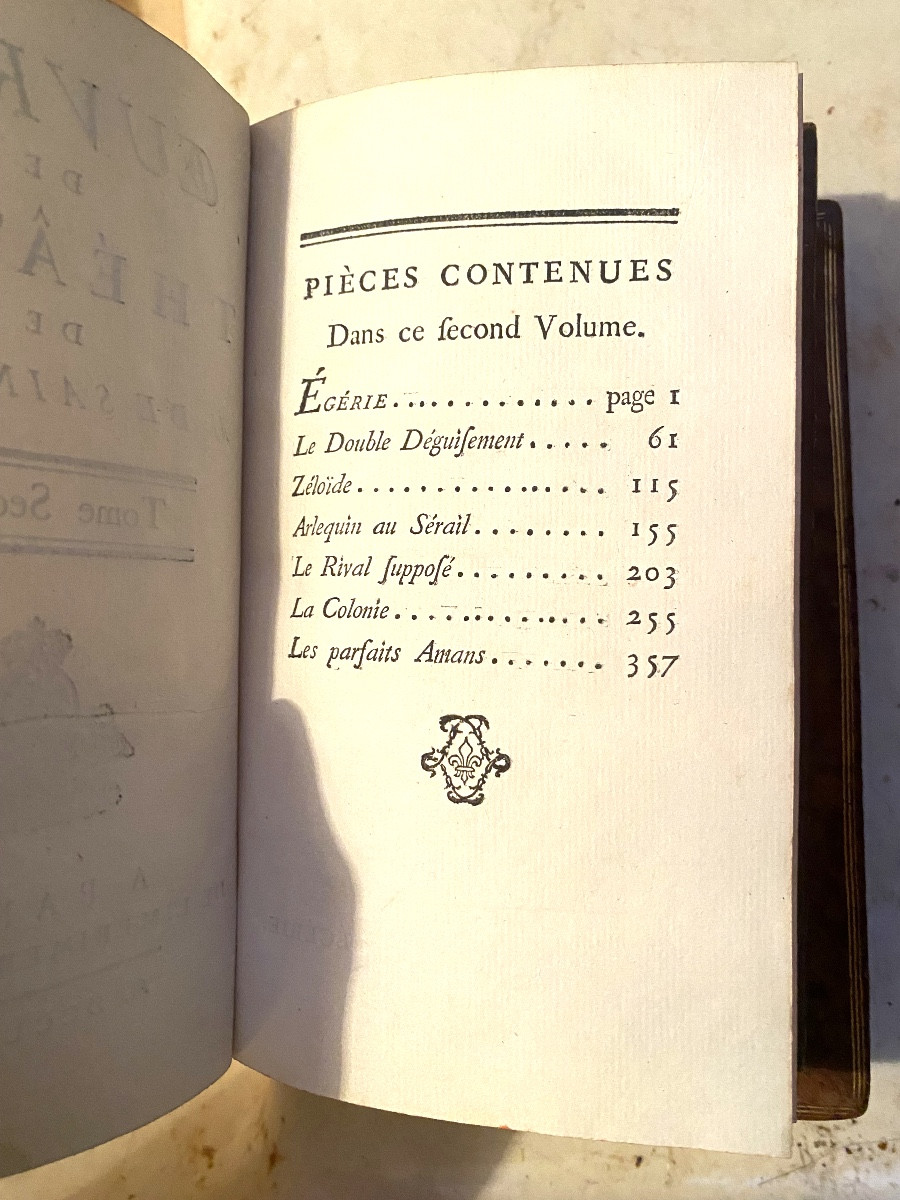 PIÈCES CONTENUES
Dans ce ſecond Volume.
ÉGÉRIE............. page 1
Le Double Déguiſement..... 61
Zéloïde.................. 115
Arlequin au Sérail........ 155
Le Rival ſuppoſé......... 203
La Colonie............... 255
Les parfaits Amans....... 357